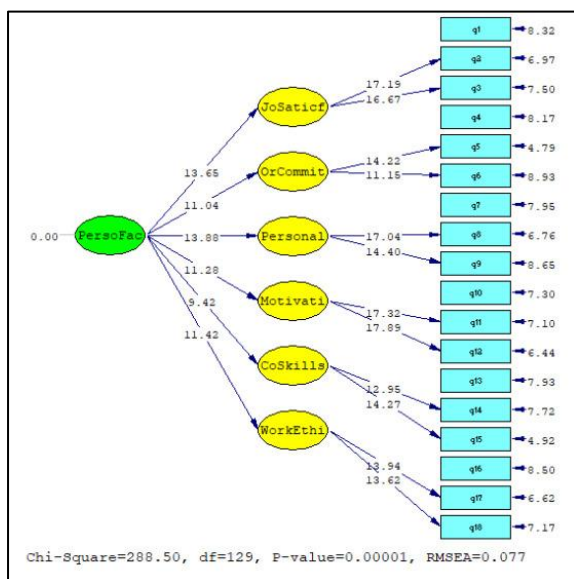 q1 8.32
q2 6.97
17.19
q3 7.50
16.67
JoSaticf
q4 8.17
q5 4.79
14.22
13.65
OrCommit
11.15
q6 8.93
11.04
q7 7.95
0.00 PersoFac
13.88
Personal
17.04
q8 6.76
14.40
q9 8.65
11.28
q10 7.30
9.42
Motivati
17.32
q11 7.10
11.42
17.89
q12 6.44
q13 7.93
CoSkills
12.95
q14 7.72
14.27
q15 4.92
WorkEthi
q16 8.50
13.94
q17 6.62
13.62
q18 7.17
Chi-Square=288.50, df=129, P-value=0.00001, RMSEA=0.077